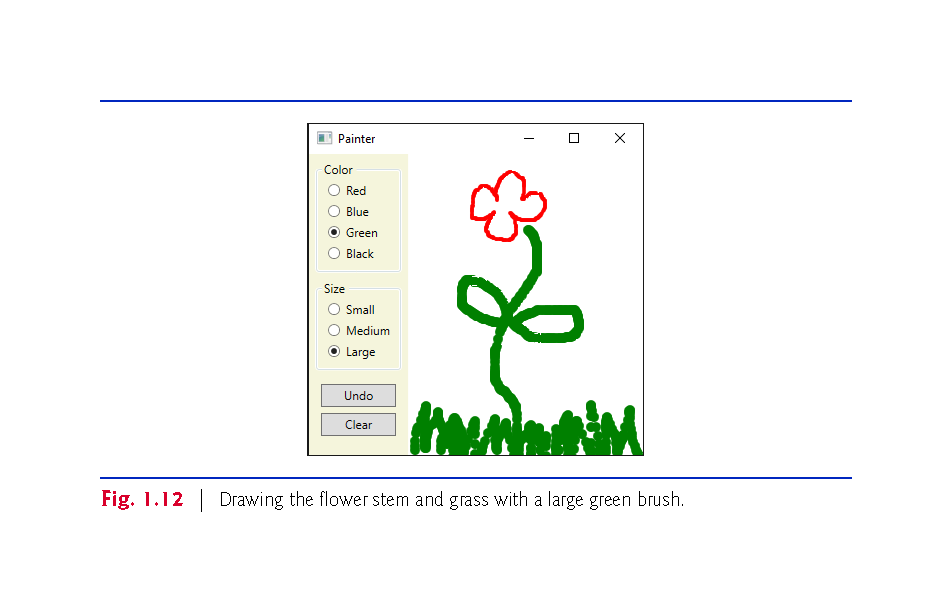 Painter
Color
Red
Blue
Green
Black
Size
Small
Medium
Large
Undo
Clear
Fig. 1.12 | Drawing the flower stem and grass with a large green brush.